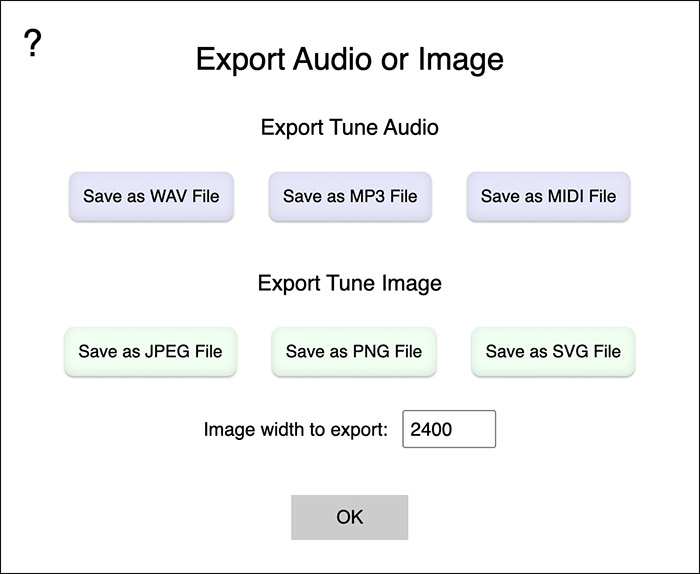 ?
Export Audio or Image
Export Tune Audio
Save as WAV File
Save as MP3 File
Save as MIDI File
Export Tune Image
Save as JPEG File
Save as PNG File
Save as SVG File
Image width to export: 2400
OK